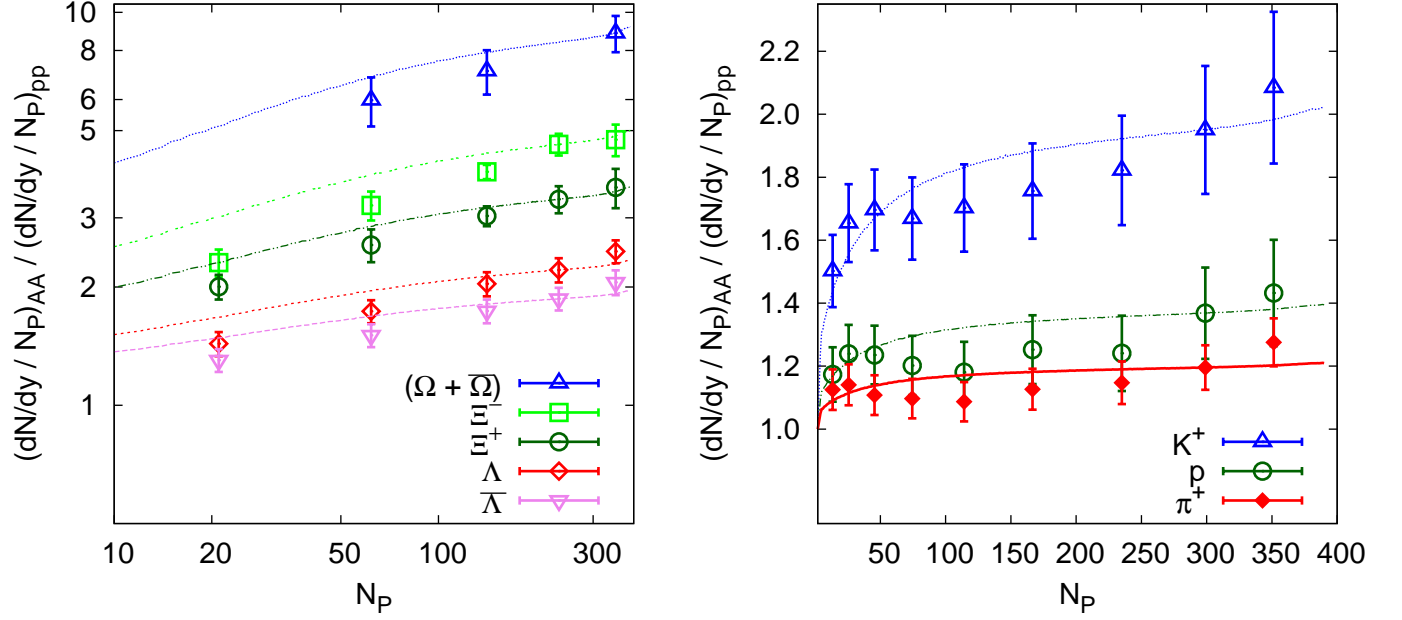 (dN/dy / N_P)_AA / (dN/dy / N_P)_pp
10
8
6
5
3
2
1
(Ω + Ω̅)
Ξ⁻
Ξ⁺
Λ
Λ̅
10 20 50 100 300
N_P
(dN/dy / N_P)_AA / (dN/dy / N_P)_pp
2.2
2.0
1.8
1.6
1.4
1.2
1.0
K⁺
p
π⁺
50 100 150 200 250 300 350 400
N_P